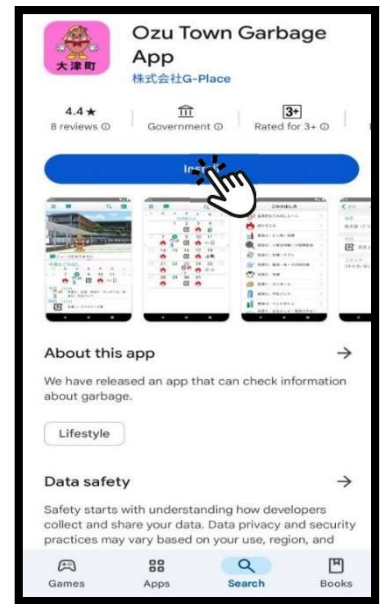 Ozu Town Garbage
App
大津町
株式会社G-Place
4.4★
8 reviews
Government
3+
Rated for 3+
Install
About this app
We have released an app that can check information
about garbage.
Lifestyle
Data safety
Safety starts with understanding how developers
collect and share your data. Data privacy and security
practices may vary based on your use, region, and
Games
Apps
Search
Books